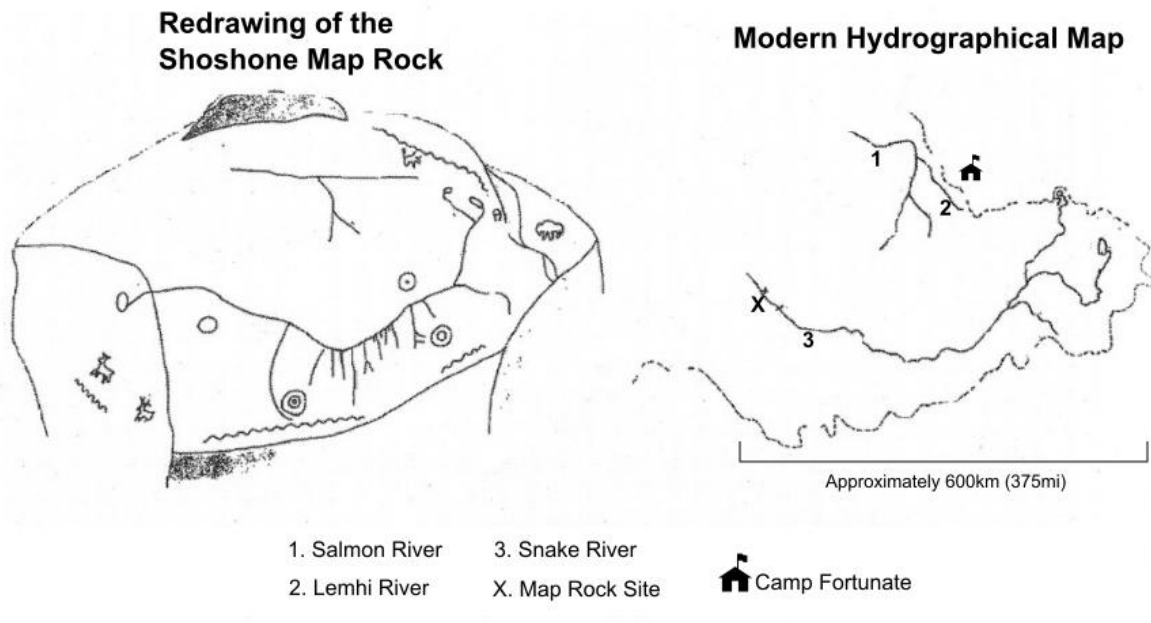 Redrawing of the
Shoshone Map Rock
Modern Hydrographical Map
1
2
X
3
Approximately 600km (375mi)
1. Salmon River
2. Lemhi River
3. Snake River
X. Map Rock Site
Camp Fortunate